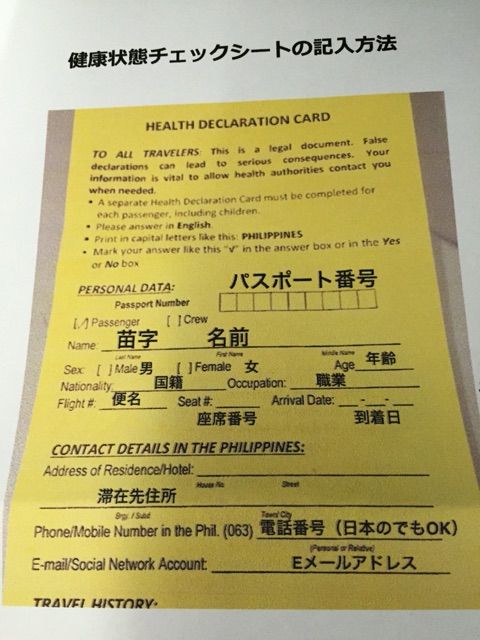 健康状態チェックシートの記入方法
HEALTH DECLARATION CARD
TO ALL TRAVELERS: This is a legal document. False
declarations can lead to serious consequences. Your
information is vital to allow health authorities contact you
when needed.
• A separate Health Declaration Card must be completed for
each passenger, including children.
• Please answer in English.
• Print in capital letters like this: PHILIPPINES
• Mark your answer like this "√" in the answer box or in the Yes
or No box
パスポート番号
PERSONAL DATA:
Passport Number
[√] Passenger [ ] Crew
Name: 苗字 名前
Last Name First Name Middle Name
Sex: [ ] Male 男 [ ] Female 女 Age 年齢
Nationality: 国籍 Occupation: 職業
Flight #: 便名 Seat #: Arrival Date: __-__-__
座席番号 到着日
CONTACT DETAILS IN THE PHILIPPINES:
Address of Residence/Hotel:
House No. Street
滞在先住所
Brgy. / Subd. Town/ City
Phone/Mobile Number in the Phil. (063) 電話番号（日本のでもOK）
(Personal or Relative)
E-mail/Social Network Account: Eメールアドレス
TRAVEL HISTORY: